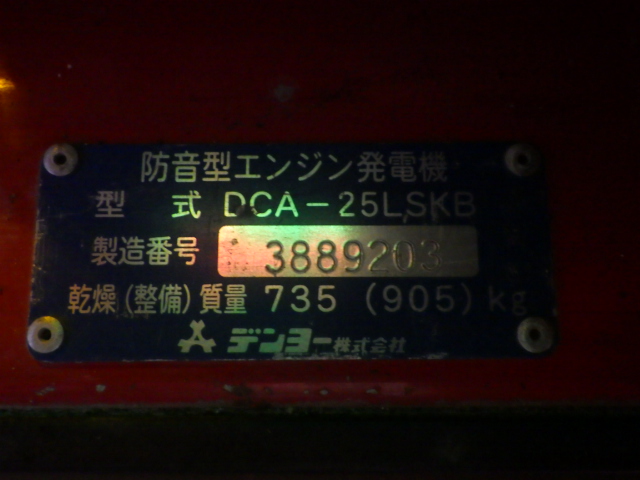 防音型エンジン発電機
型 式 DCA-25LSKB
製造番号 3889203
乾燥(整備)質量 735 (905) kg
デンヨー株式会社